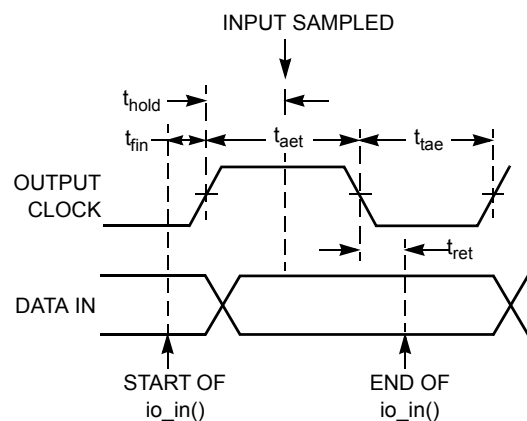 INPUT SAMPLED
thold
tfin
taet
ttae
OUTPUT
CLOCK
tret
DATA IN
START OF
io_in()
END OF
io_in()